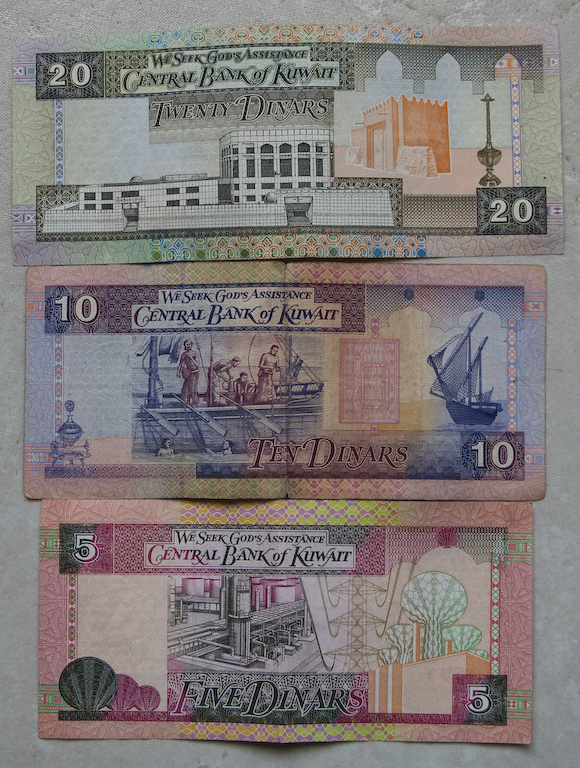 20 We Seek God's Assistance
Central Bank of Kuwait
Twenty Dinars
20
10 We Seek God's Assistance
Central Bank of Kuwait
Ten Dinars 10
5 We Seek God's Assistance
Central Bank of Kuwait
Five Dinars 5